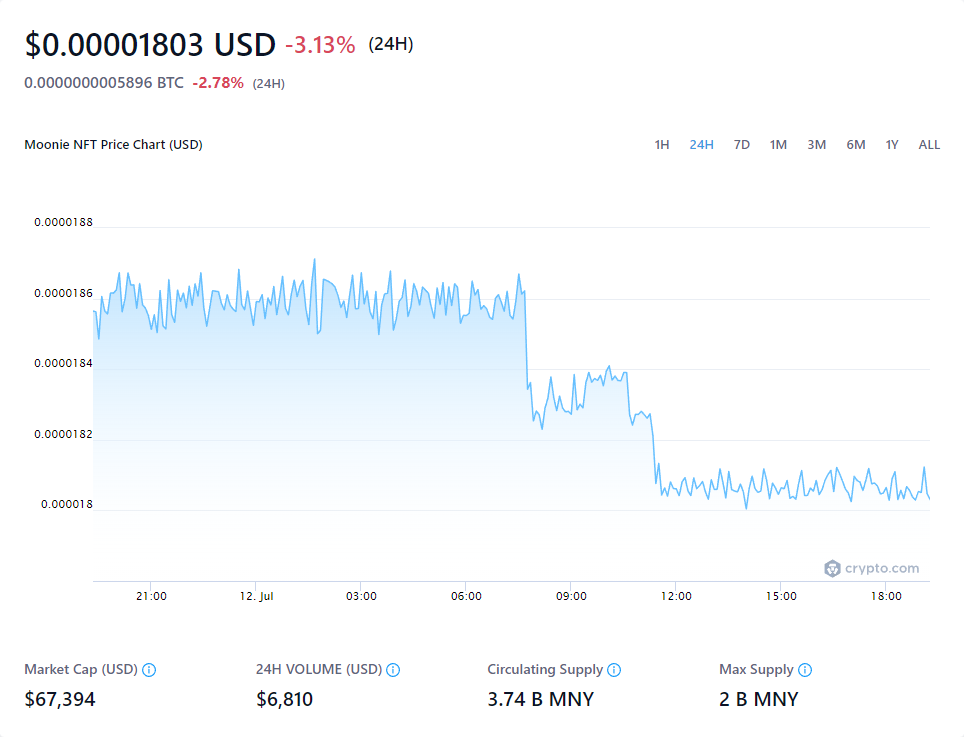 $0.00001803 USD -3.13% (24H)
0.0000000005896 BTC -2.78% (24H)
Moonie NFT Price Chart (USD) 1H 24H 7D 1M 3M 6M 1Y ALL
0.0000188
0.0000186
0.0000184
0.0000182
0.000018
crypto.com
21:00 12. Jul 03:00 06:00 09:00 12:00 15:00 18:00
Market Cap (USD) 24H VOLUME (USD) Circulating Supply Max Supply
$67,394 $6,810 3.74 B MNY 2 B MNY